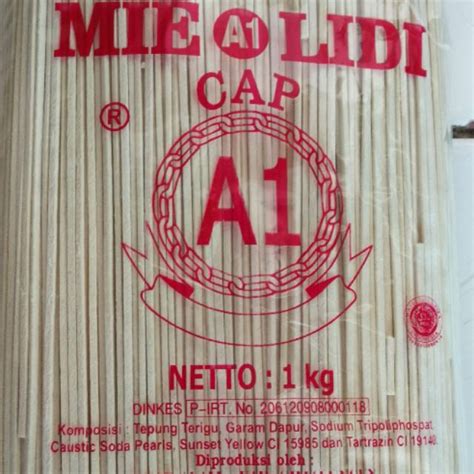 MIE A1 LIDI
CAP
®
A1
NETTO : 1 kg
DINKES P-IRT. No. 206120908000118
Komposisi : Tepung Terigu, Garam Dapur, Sodium Tripoliphospat,
Caustic Soda Pearls, Sunset Yellow CI 15985 dan Tartrazin CI 19140.
Diproduksi oleh :